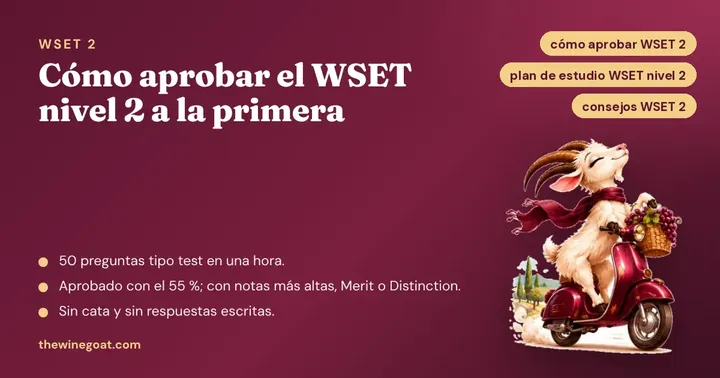 WSET 2
Cómo aprobar el WSET
nivel 2 a la primera
cómo aprobar WSET 2
plan de estudio WSET nivel 2
consejos WSET 2
50 preguntas tipo test en una hora.
Aprobado con el 55 %; con notas más altas, Merit o Distinction.
Sin cata y sin respuestas escritas.
thewinegoat.com